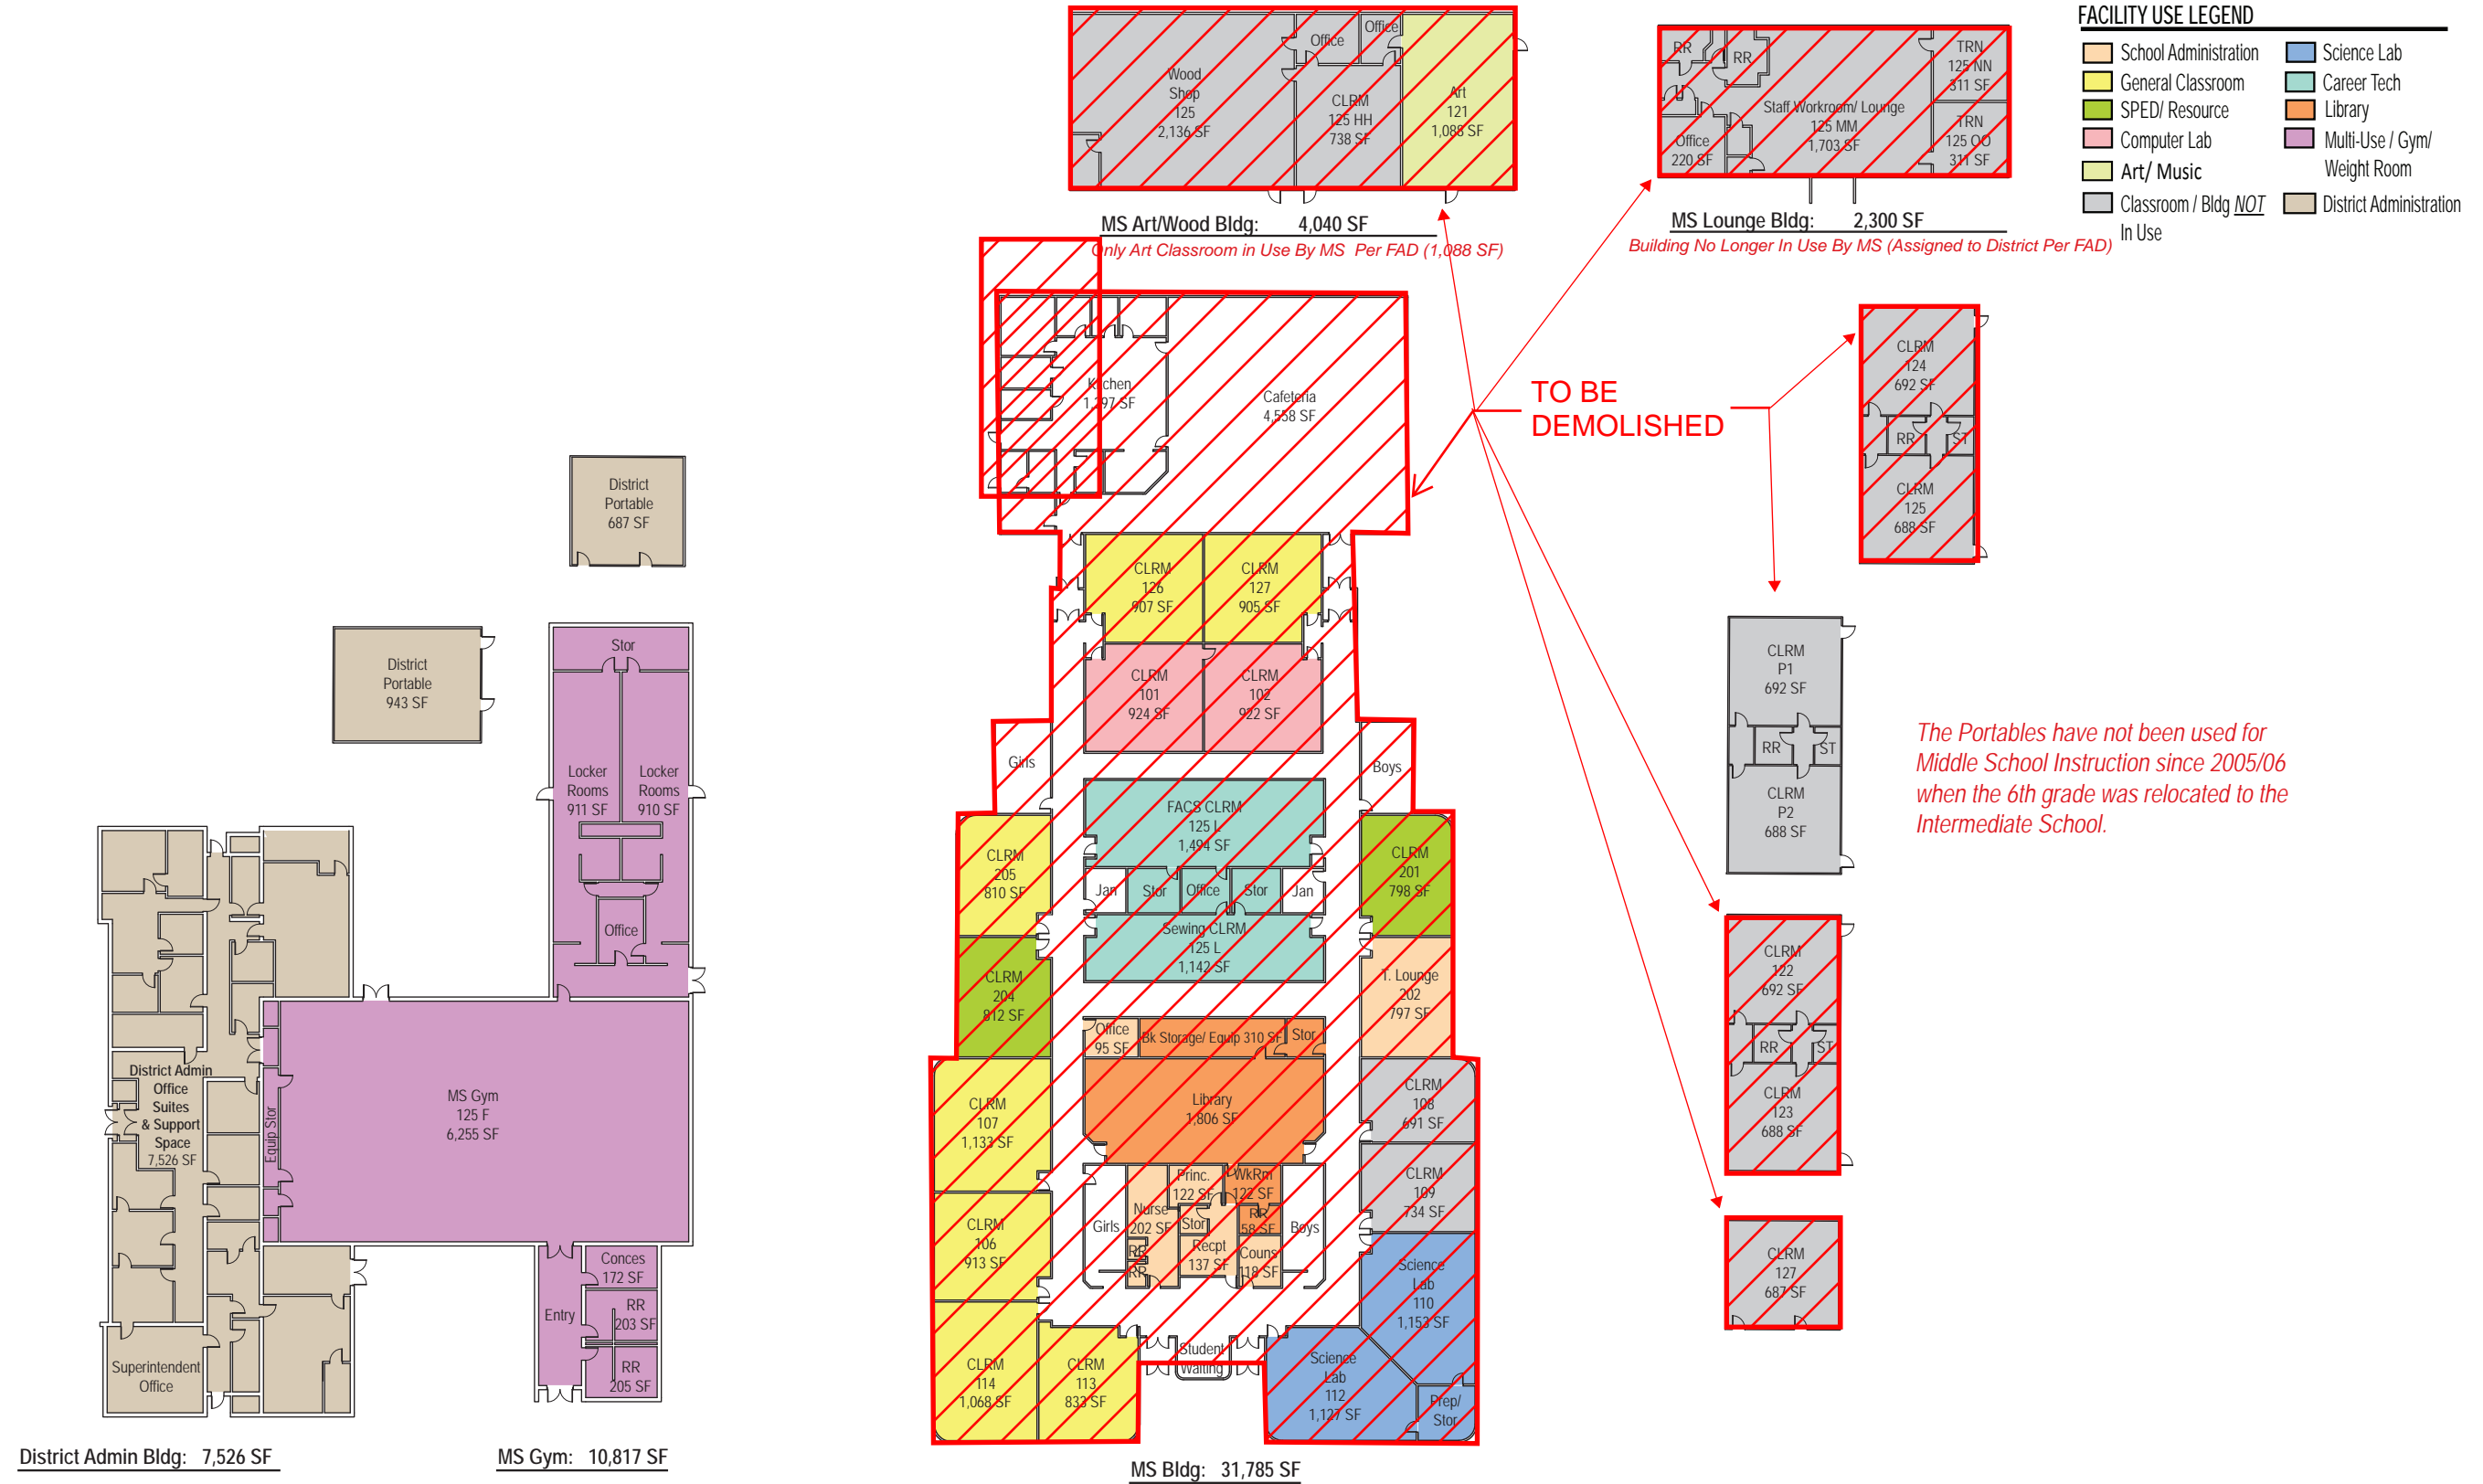 FACILITY USE LEGEND
School Administration
General Classroom
SPED/ Resource
Computer Lab
Art/ Music
Classroom / Bldg NOT
In Use
Science Lab
Career Tech
Library
Multi-Use / Gym/
Weight Room
District Administration
Wood
Shop
125
2,136 SF
Office
Office
CLRM
125 HH
738 SF
Art
121
1,088 SF
MS Art/Wood Bldg: 4,040 SF
Only Art Classroom in Use By MS Per FAD (1,088 SF)
RR
RR
Office
220 SF
Staff Workroom/ Lounge
125 MM
1,703 SF
TRN
125 NN
311 SF
TRN
125 OO
311 SF
MS Lounge Bldg: 2,300 SF
Building No Longer In Use By MS (Assigned to District Per FAD)
Kitchen
1,297 SF
Cafeteria
4,558 SF
TO BE
DEMOLISHED
CLRM
124
692 SF
RR
ST
CLRM
125
688 SF
District
Portable
687 SF
District
Portable
943 SF
Stor
Locker
Rooms
911 SF
Locker
Rooms
910 SF
Office
MS Gym
125 F
6,255 SF
Equip Stor
Conces
172 SF
Entry
RR
203 SF
RR
205 SF
District Admin
Office
Suites
& Support
Space
7,526 SF
Superintendent
Office
District Admin Bldg: 7,526 SF
MS Gym: 10,817 SF
CLRM
126
907 SF
CLRM
127
905 SF
CLRM
101
924 SF
CLRM
102
922 SF
Girls
Boys
FACS CLRM
125 L
1,494 SF
Jan
Stor
Office
Stor
Jan
Sewing CLRM
125 L
1,142 SF
CLRM
205
810 SF
CLRM
201
798 SF
CLRM
204
812 SF
T. Lounge
202
797 SF
Office
95 SF
Bk Storage/ Equip 310 SF
Stor
Library
1,806 SF
CLRM
107
1,133 SF
CLRM
108
691 SF
CLRM
109
734 SF
Girls
Nurse
202 SF
Princ.
122 SF
WkRm
122 SF
Stor
RR
58 SF
RR
RR
Recpt
137 SF
Couns
118 SF
Boys
CLRM
106
913 SF
Science
Lab
110
1,153 SF
CLRM
114
1,068 SF
CLRM
113
833 SF
Student
Waiting
Science
Lab
112
1,127 SF
Prep/
Stor
MS Bldg: 31,785 SF
CLRM
P1
692 SF
RR
ST
CLRM
P2
688 SF
The Portables have not been used for
Middle School Instruction since 2005/06
when the 6th grade was relocated to the
Intermediate School.
CLRM
122
692 SF
RR
ST
CLRM
123
688 SF
CLRM
127
687 SF